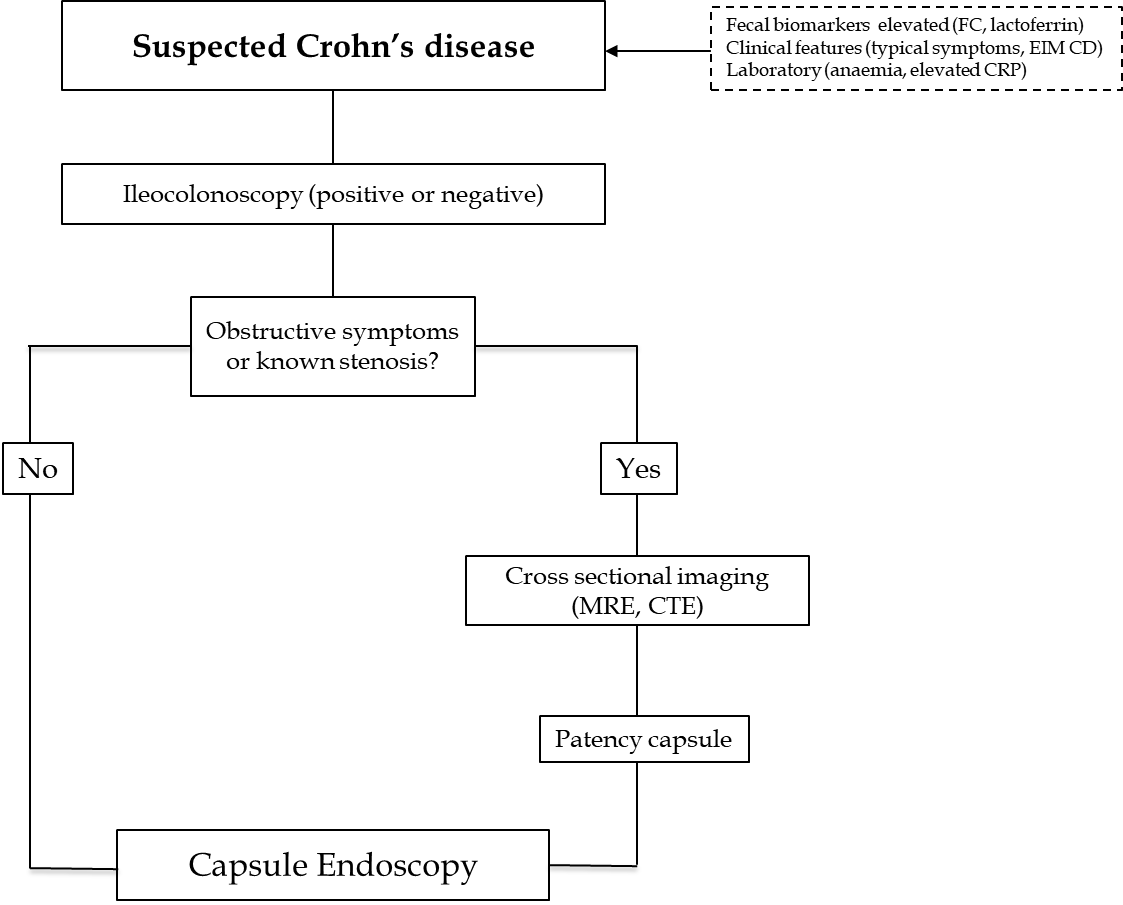 Suspected Crohn’s disease
Fecal biomarkers elevated (FC, lactoferrin)
Clinical features (typical symptoms, EIM CD)
Laboratory (anaemia, elevated CRP)
Ileocolonoscopy (positive or negative)
Obstructive symptoms
or known stenosis?
No
Yes
Cross sectional imaging
(MRE, CTE)
Patency capsule
Capsule Endoscopy